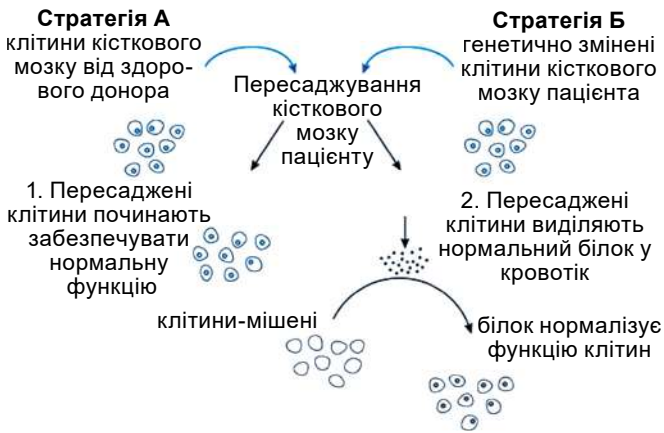 Стратегія А
клітини кісткового
мозку від здоро-
вого донора
Стратегія Б
генетично змінені
клітини кісткового
мозку пацієнта
Пересаджування
кісткового
мозку
пацієнту
1. Пересаджені
клітини починають
забезпечувати
нормальну
функцію
2. Пересаджені
клітини виділяють
нормальний білок у
кровотік
клітини-мішені
білок нормалізує
функцію клітин